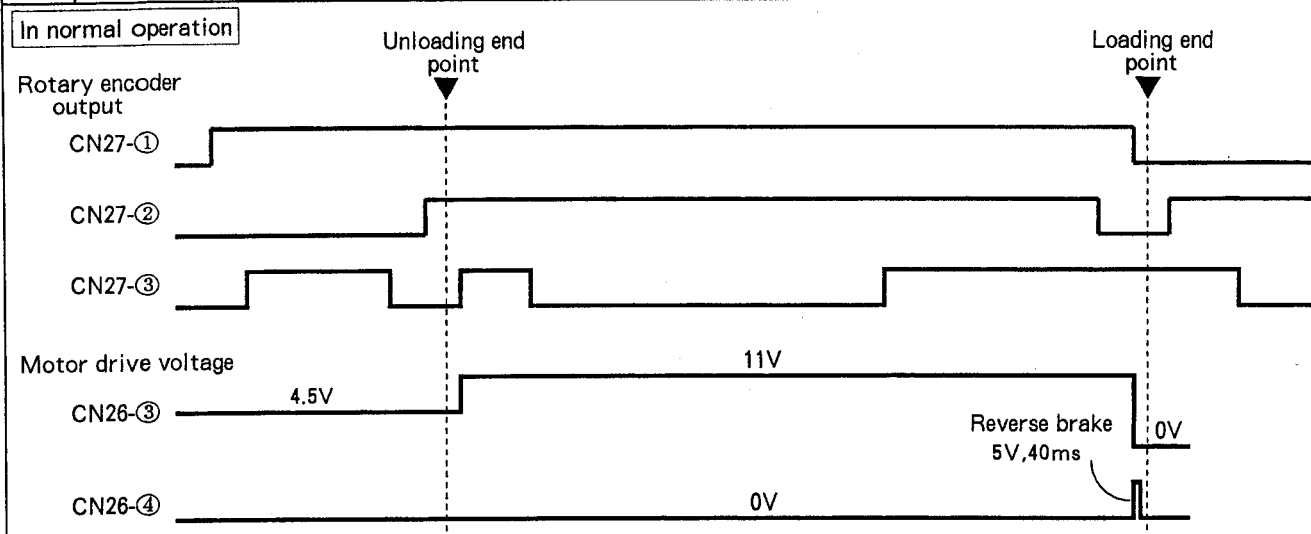 In normal operation
Unloading end
point
Loading end
point
Rotary encoder
output
CN27-①
CN27-②
CN27-③
Motor drive voltage
11V
4.5V
CN26-③
Reverse brake
5V,40ms
0V
CN26-④
0V